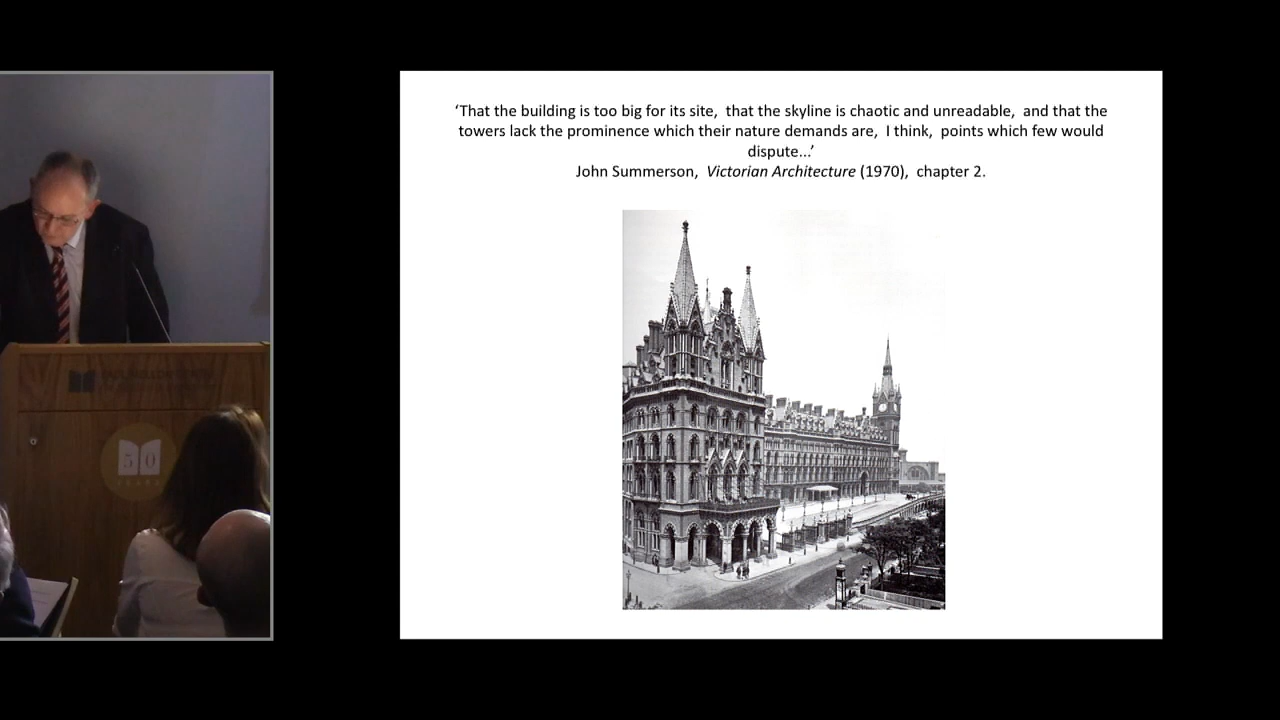 ‘That the building is too big for its site,  that the skyline is chaotic and unreadable,  and that the
towers lack the prominence which their nature demands are,  I think,  points which few would
dispute...’
John Summerson,  Victorian Architecture (1970),  chapter 2.
50
YEARS